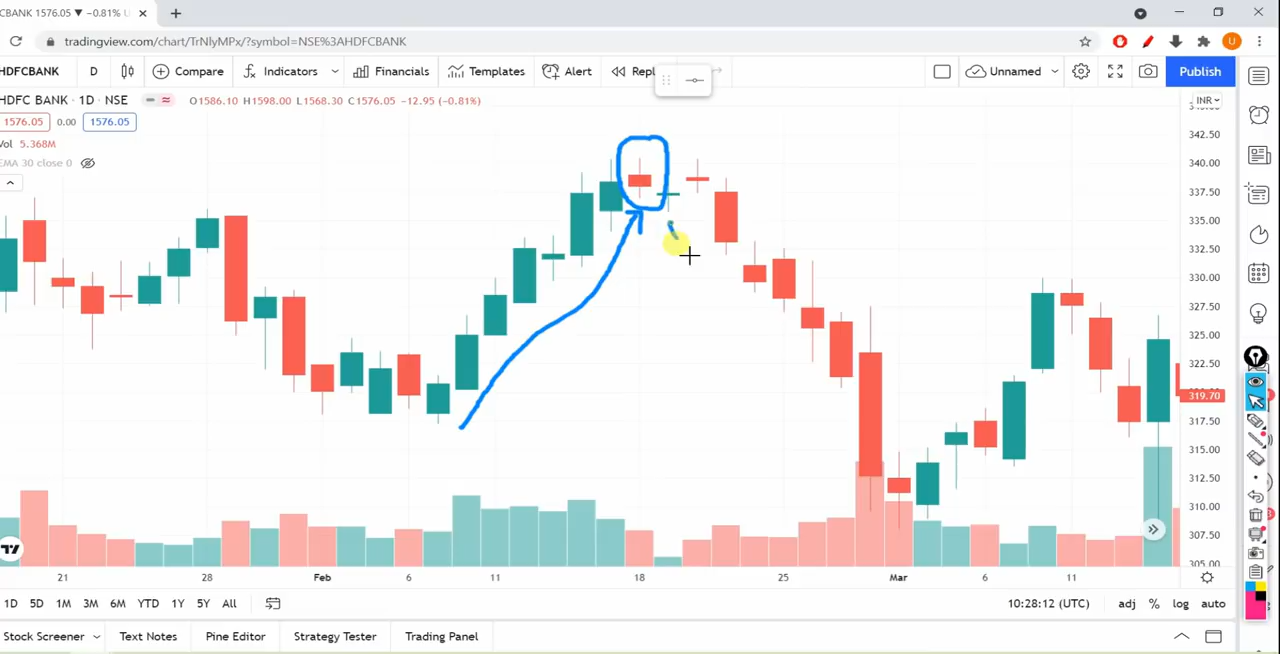 CBANK 1576.05 ▼ −0.81% U
tradingview.com/chart/TrNlyMPx/?symbol=NSE%3AHDFCBANK
HDFCBANK D Compare Indicators Financials Templates Alert Repl Unnamed Publish
HDFC BANK · 1D · NSE O1586.10 H1598.00 L1568.30 C1576.05 −12.95 (−0.81%) INR
1576.05 0.00 1576.05
Vol 5.368M
EMA 30 close 0
342.50
340.00
337.50
335.00
332.50
330.00
327.50
325.00
322.50
319.70
317.50
315.00
312.50
310.00
307.50
305.00
21 28 Feb 6 11 18 25 Mar 6 11
1D 5D 1M 3M 6M YTD 1Y 5Y All 10:28:12 (UTC) adj % log auto
Stock Screener Text Notes Pine Editor Strategy Tester Trading Panel